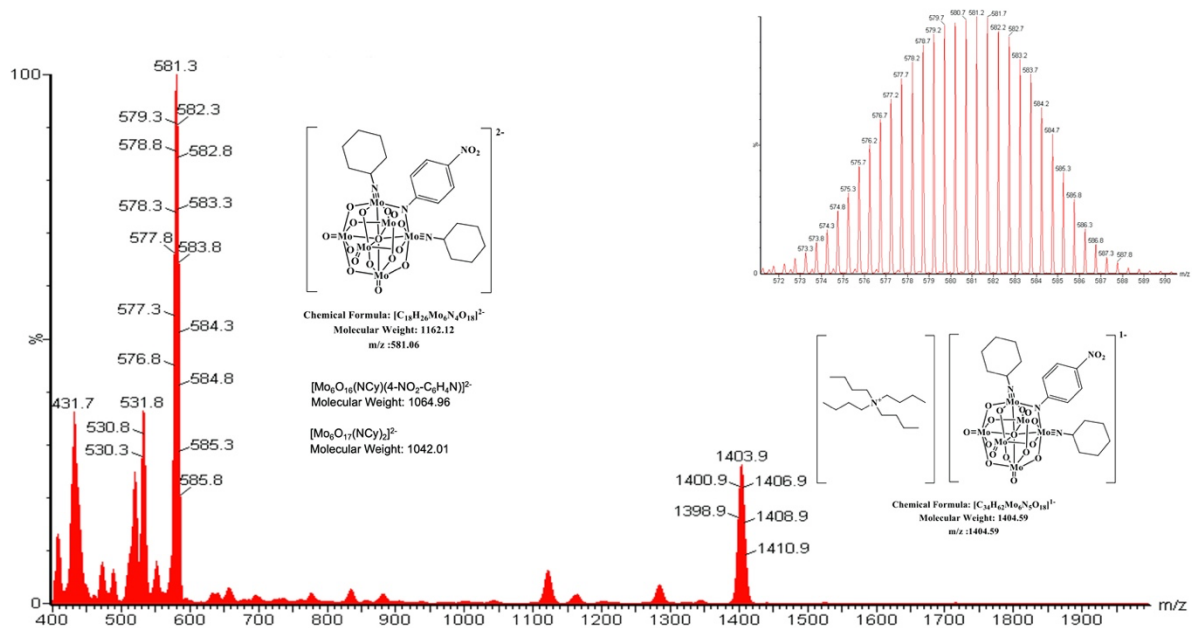 100
%
0
581.3
579.3
582.3
578.8
582.8
578.3
583.3
577.8
583.8
577.3
584.3
576.8
584.8
585.3
585.8
431.7
531.8
530.8
530.3
1403.9
1400.9
1406.9
1398.9
1408.9
1410.9
400 500 600 700 800 900 1000 1100 1200 1300 1400 1500 1600 1700 1800 1900 m/z
2-
NO₂
N
N
N
Mo
O
O=Mo
Mo≡N
Chemical Formula: [C₁₈H₂₆Mo₆N₄O₁₈]²⁻
Molecular Weight: 1162.12
m/z :581.06
[Mo₆O₁₆(NCy)(4-NO₂-C₆H₄N)]²⁻
Molecular Weight: 1064.96
[Mo₆O₁₇(NCy)₂]²⁻
Molecular Weight: 1042.01
%
573.3
573.8
574.3
574.8
575.3
575.7
576.2
576.7
577.2
577.7
578.2
578.7
579.2
579.7
580.7
581.2
581.7
582.2
582.7
583.2
583.7
584.2
584.7
585.3
585.8
586.3
586.8
587.3
587.8
572 573 574 575 576 577 578 579 580 581 582 583 584 585 586 587 588 589 590 m/z
N⁺
1-
NO₂
N
N
N
Mo
O
O=Mo
Mo≡N
Chemical Formula: [C₃₄H₆₂Mo₆N₅O₁₈]¹⁻
Molecular Weight: 1404.59
m/z :1404.59